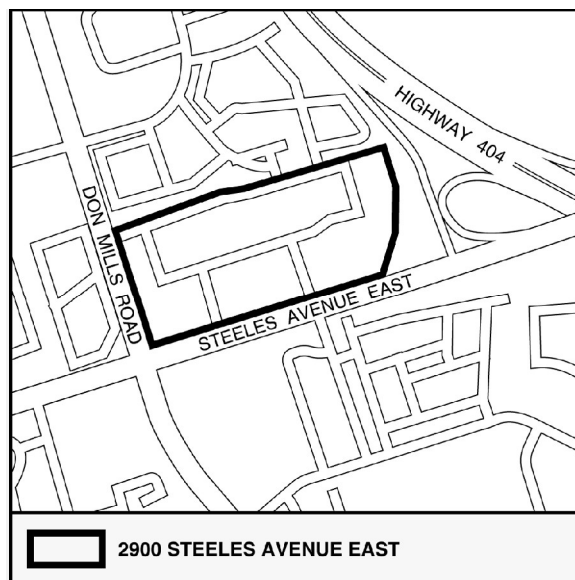 HIGHWAY 404
DON MILLS ROAD
STEELES AVENUE EAST
2900 STEELES AVENUE EAST